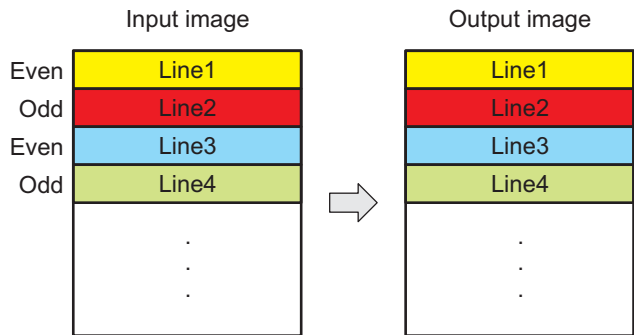 Input image
Output image
Even
Line1
Line1
Odd
Line2
Line2
Even
Line3
Line3
Odd
Line4
Line4
.
.
.
.
.
.